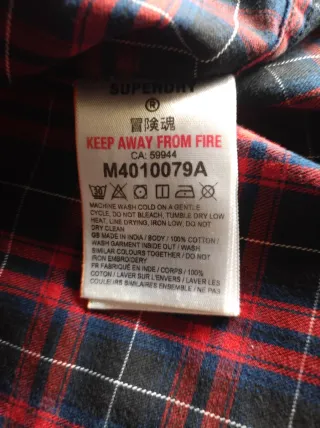 SUPERDRY
®
冒険魂
KEEP AWAY FROM FIRE
CA: 59944
M4010079A
MACHINE WASH COLD ON A GENTLE
CYCLE, DO NOT BLEACH, TUMBLE DRY LOW
HEAT, LINE DRYING, IRON LOW, DO NOT
DRY CLEAN
GB MADE IN INDIA / BODY / 100% COTTON /
WASH GARMENT INSIDE OUT / WASH
SIMILAR COLOURS TOGETHER / DO NOT
IRON EMBROIDERY
FR FABRIQUÉ EN INDE / CORPS / 100%
COTON / LAVER SUR L'ENVERS / LAVER LES
COULEURS SIMILAIRES ENSEMBLE / NE PAS